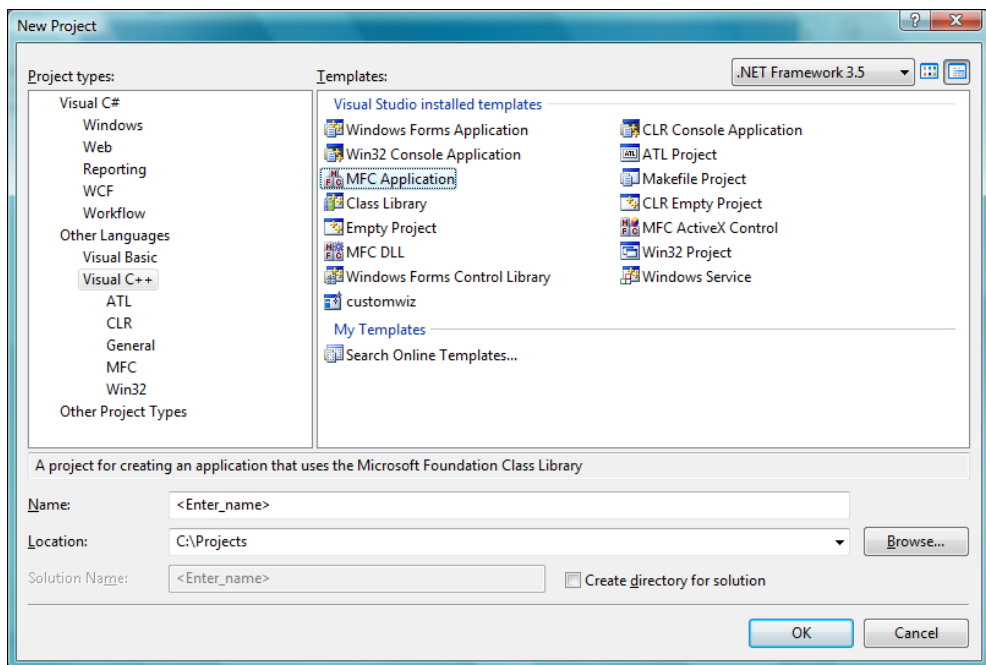 New Project
Project types:
Templates:
.NET Framework 3.5
Visual C#
Windows
Web
Reporting
WCF
Workflow
Other Languages
Visual Basic
Visual C++
ATL
CLR
General
MFC
Win32
Other Project Types
Visual Studio installed templates
Windows Forms Application
CLR Console Application
Win32 Console Application
ATL Project
MFC Application
Makefile Project
Class Library
CLR Empty Project
Empty Project
MFC ActiveX Control
MFC DLL
Win32 Project
Windows Forms Control Library
Windows Service
customwiz
My Templates
Search Online Templates...
A project for creating an application that uses the Microsoft Foundation Class Library
Name:
<Enter_name>
Location:
C:\Projects
Browse...
Solution Name:
<Enter_name>
Create directory for solution
OK
Cancel